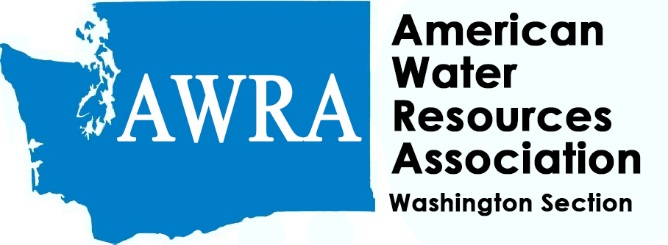 AWRA
American
Water
Resources
Association
Washington Section